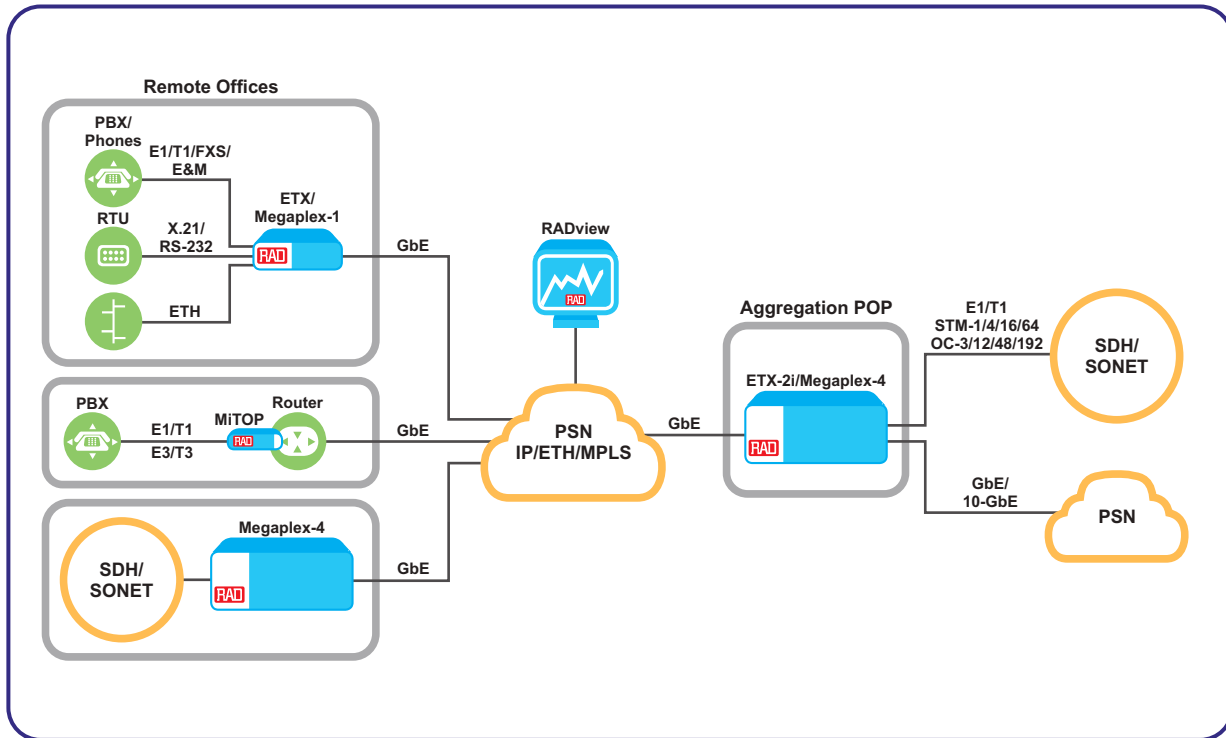 Remote Offices
PBX/
Phones
E1/T1/FXS/
E&M
RTU
X.21/
RS-232
ETH
ETX/
Megaplex-1
RAD
GbE
PBX
E1/T1
E3/T3
MiTOP
RAD
Router
GbE
SDH/
SONET
Megaplex-4
RAD
GbE
RADview
RAD
PSN
IP/ETH/MPLS
GbE
Aggregation POP
ETX-2i/Megaplex-4
RAD
E1/T1
STM-1/4/16/64
OC-3/12/48/192
SDH/
SONET
GbE/
10-GbE
PSN